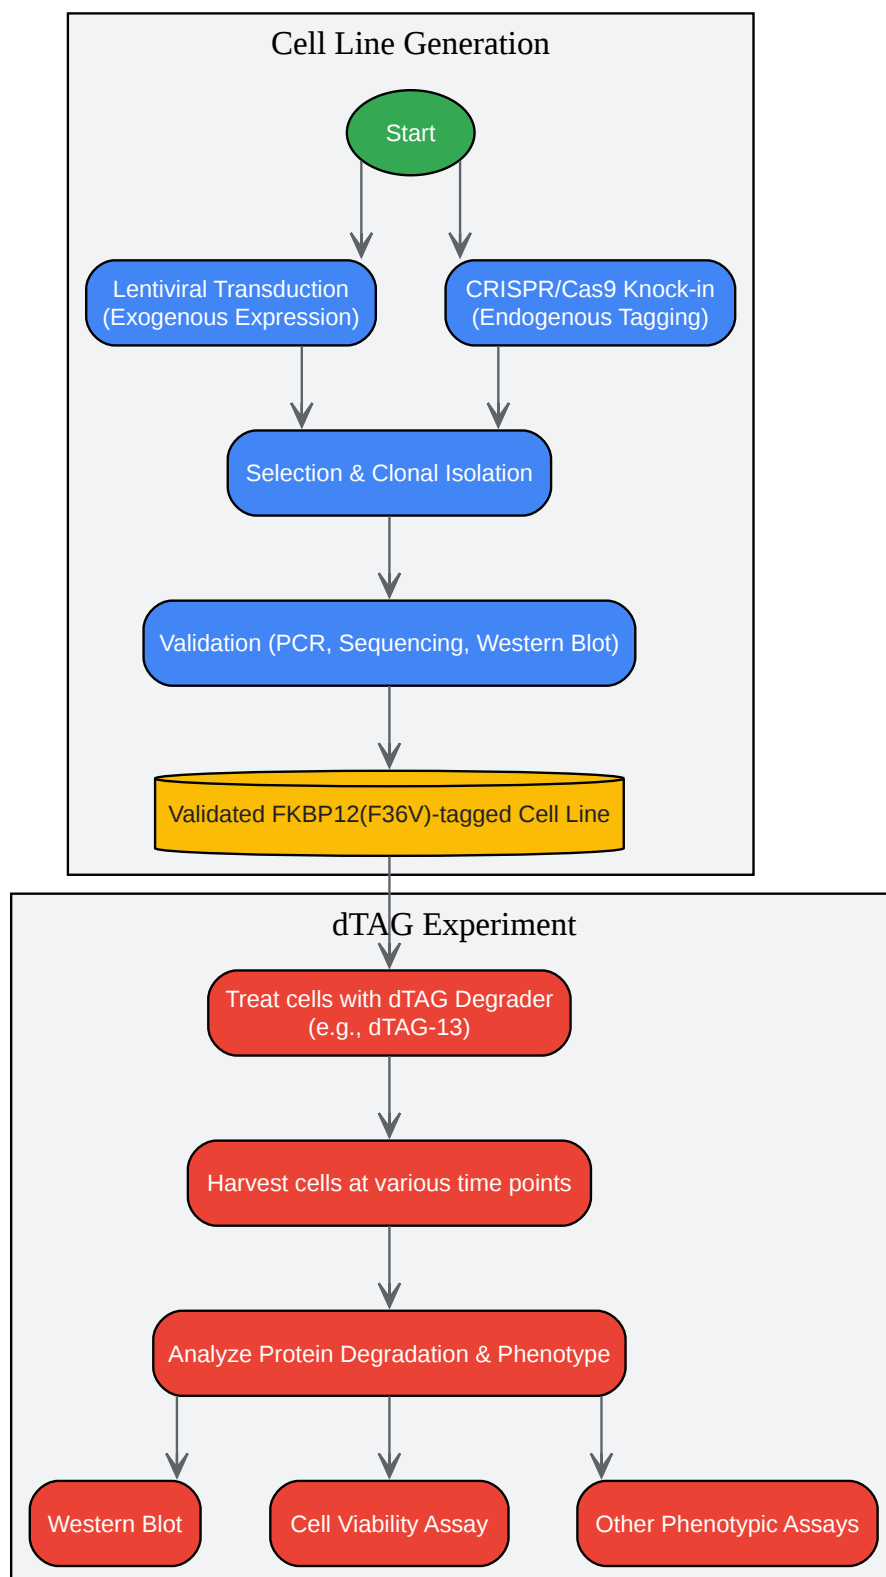 Cell Line Generation
Start
Lentiviral Transduction
(Exogenous Expression)
CRISPR/Cas9 Knock-in
(Endogenous Tagging)
Selection & Clonal Isolation
Validation (PCR, Sequencing, Western Blot)
Validated FKBP12(F36V)-tagged Cell Line
dTAG Experiment
Treat cells with dTAG Degrader
(e.g., dTAG-13)
Harvest cells at various time points
Analyze Protein Degradation & Phenotype
Western Blot
Cell Viability Assay
Other Phenotypic Assays